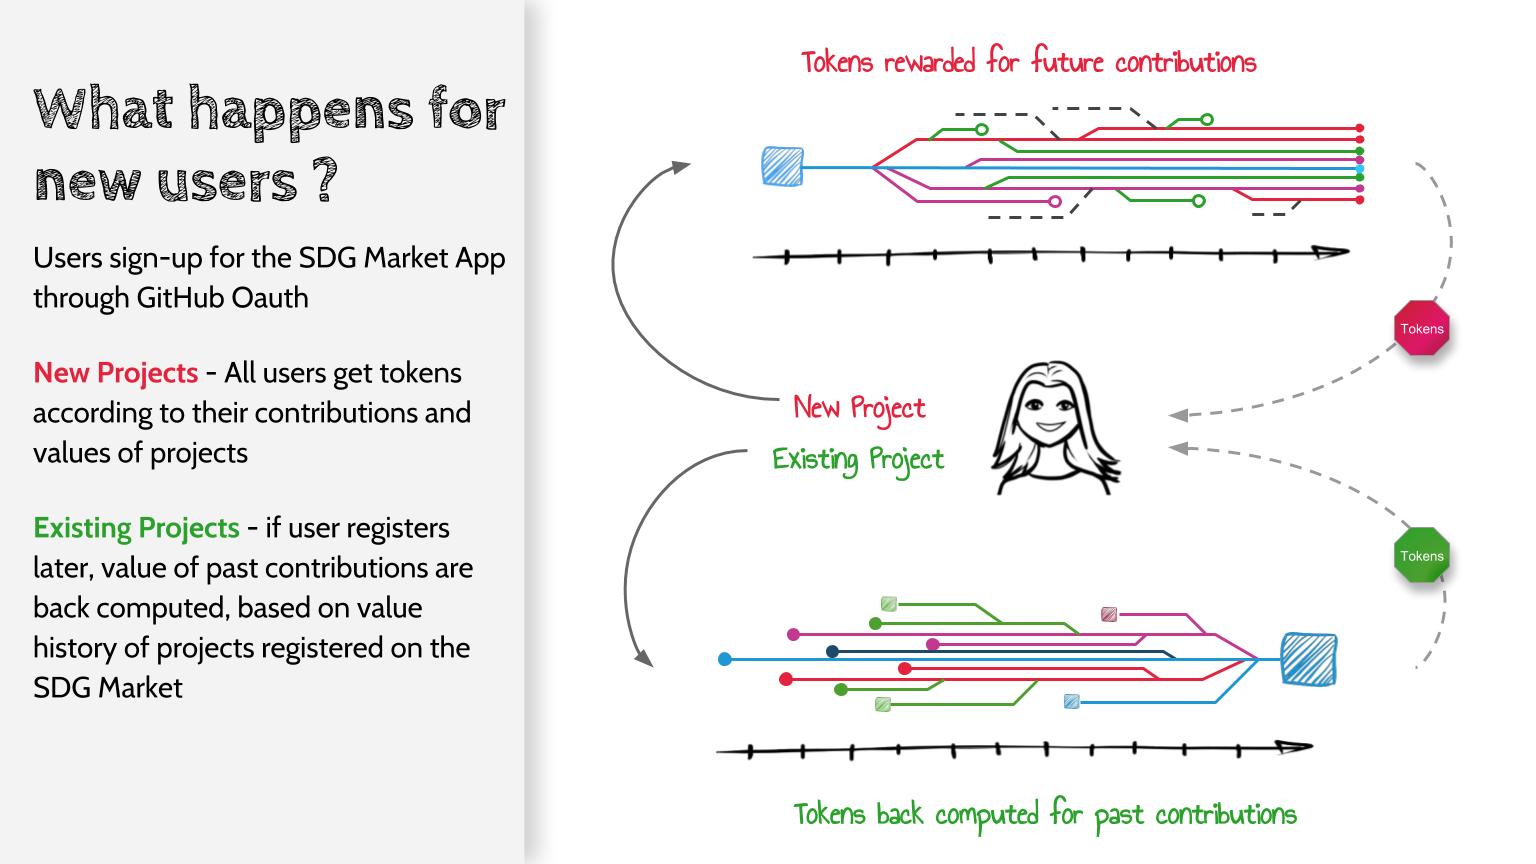 What happens for
new users ?
Users sign-up for the SDG Market App
through GitHub Oauth
New Projects - All users get tokens
according to their contributions and
values of projects
Existing Projects - if user registers
later, value of past contributions are
back computed, based on value
history of projects registered on the
SDG Market
Tokens rewarded for future contributions
Tokens
New Project
Existing Project
Tokens
Tokens back computed for past contributions